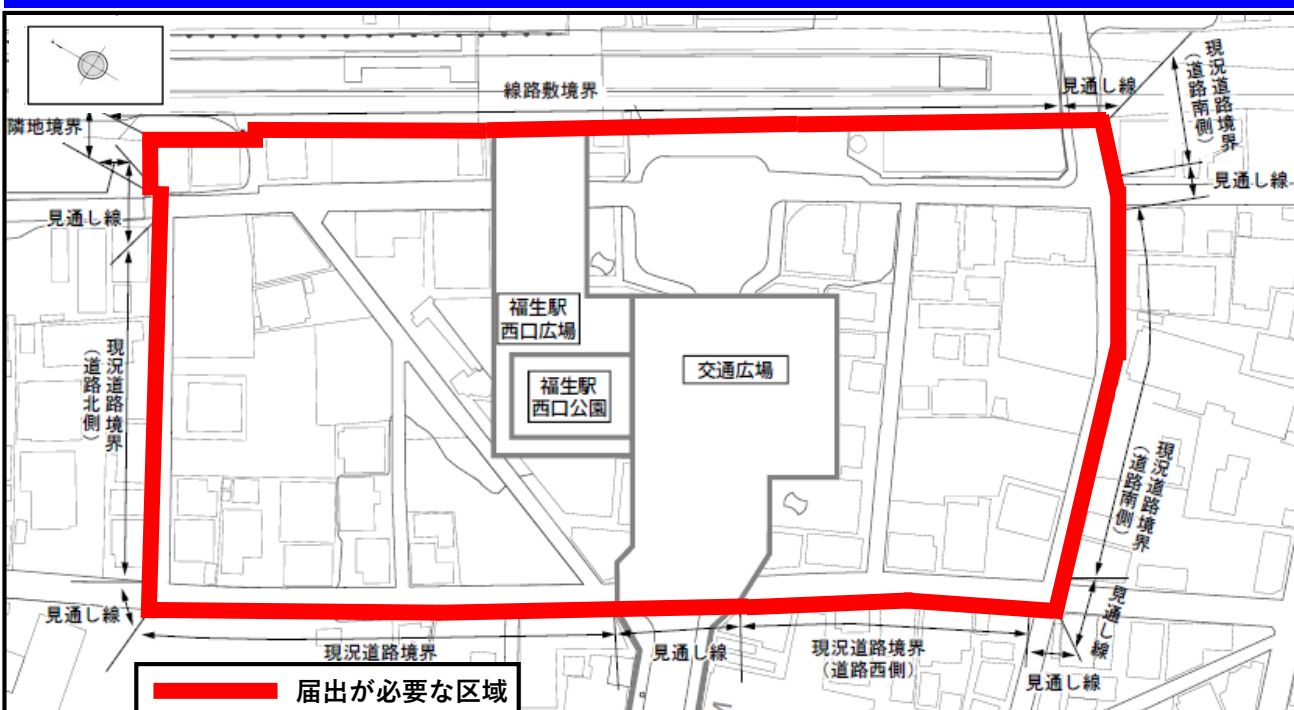 線路敷境界
見通し線
現況道路境界
（道路南側）
隣地境界
見通し線
見通し線
福生駅
西口広場
交通広場
福生駅
西口公園
現況道路境界
（道路北側）
現況道路境界
（道路南側）
見通し線
見通し線
現況道路境界
見通し線
現況道路境界
（道路西側）
見通し線
届出が必要な区域